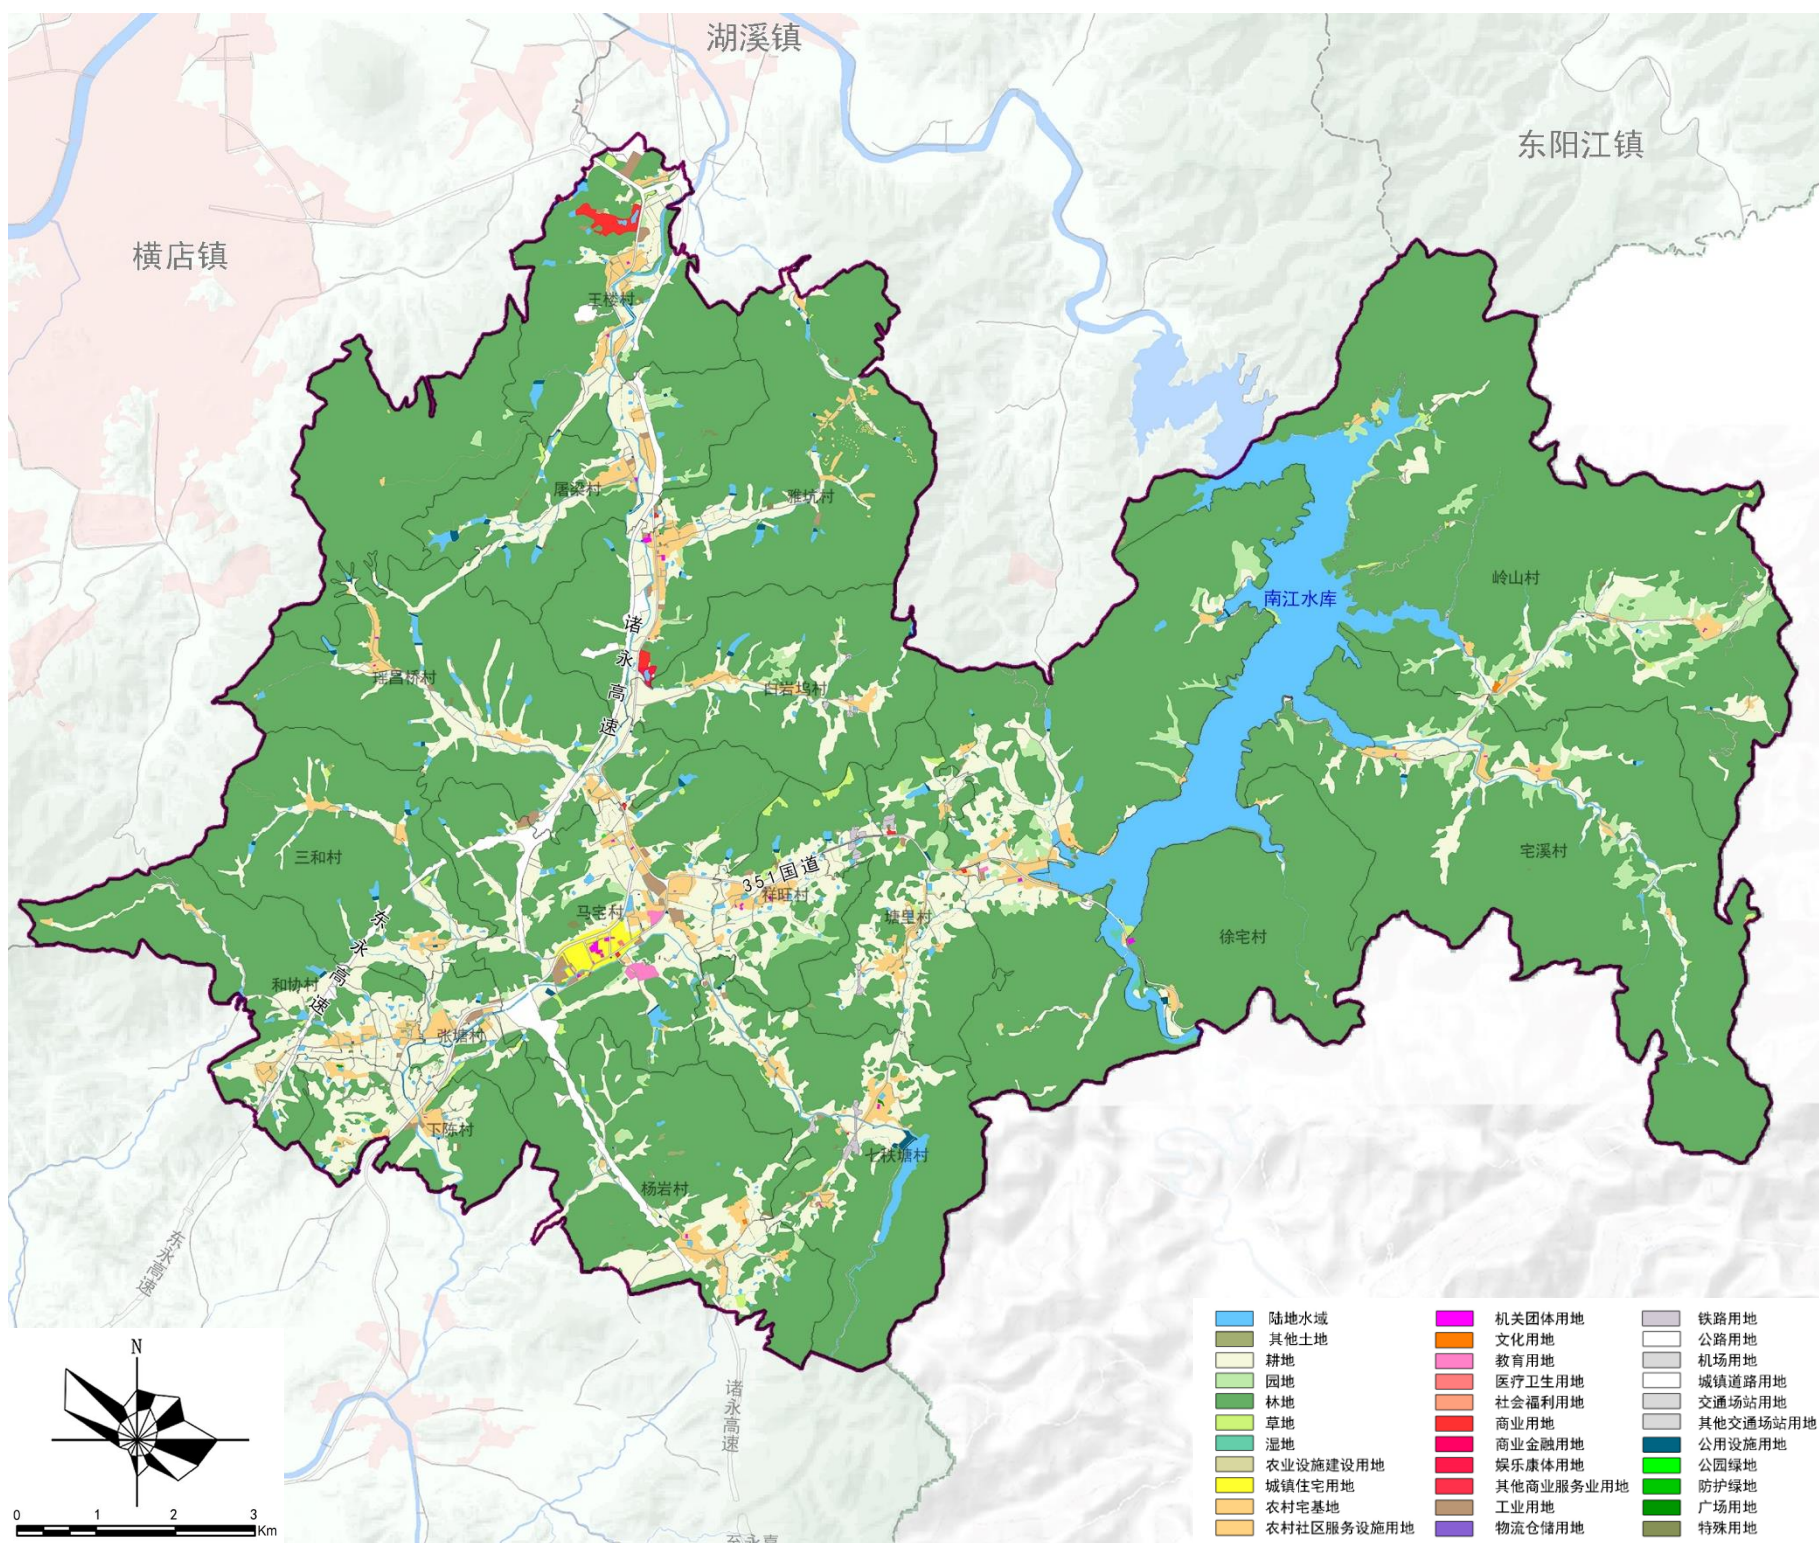 湖溪镇
东阳江镇
横店镇
王楼村
屠梁村
雅坑村
岭山村
南江水库
诸永高速
瑶昌桥村
白岩坞村
三和村
宅溪村
351国道
祥旺村
马宅村
塘里村
徐宅村
东永高速
和协村
张塘村
下陈村
七秩塘村
杨岩村
东永高速
诸永高速
至永嘉
N
0 1 2 3 Km
陆地水域
其他土地
耕地
园地
林地
草地
湿地
农业设施建设用地
城镇住宅用地
农村宅基地
农村社区服务设施用地
机关团体用地
文化用地
教育用地
医疗卫生用地
社会福利用地
商业用地
商业金融用地
娱乐康体用地
其他商业服务业用地
工业用地
物流仓储用地
铁路用地
公路用地
机场用地
城镇道路用地
交通场站用地
其他交通场站用地
公用设施用地
公园绿地
防护绿地
广场用地
特殊用地